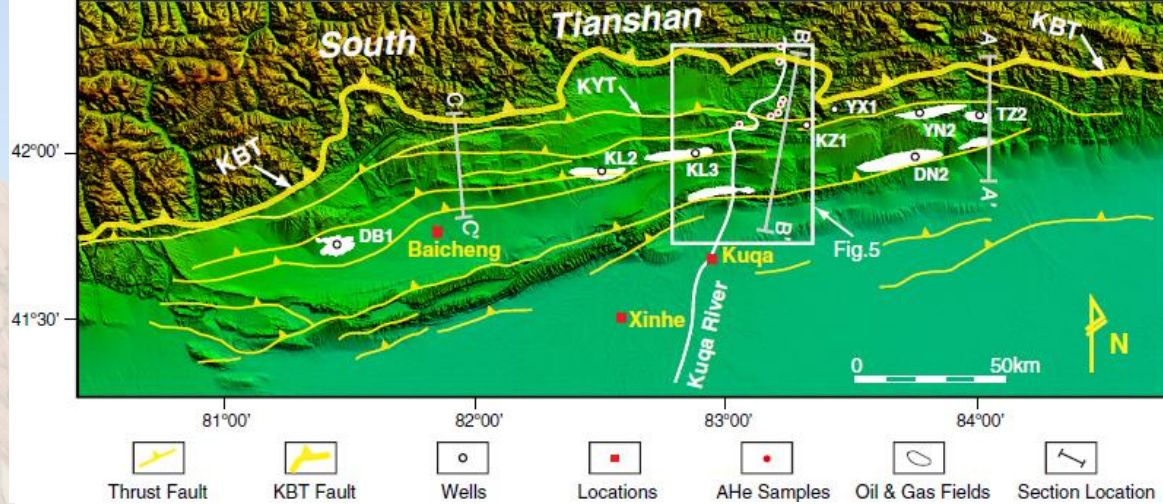 South
Tianshan
KBT
B
A
KYT
C
YX1
TZ2
YN2
KZ1
42°00'
KBT
KL2
KL3
DN2
A'
C'
B'
DB1
Baicheng
Kuqa
Fig.5
41°30'
Xinhe
Kuqa River
N
0 50km
81°00' 82°00' 83°00' 84°00'
Thrust Fault KBT Fault Wells Locations AHe Samples Oil & Gas Fields Section Location